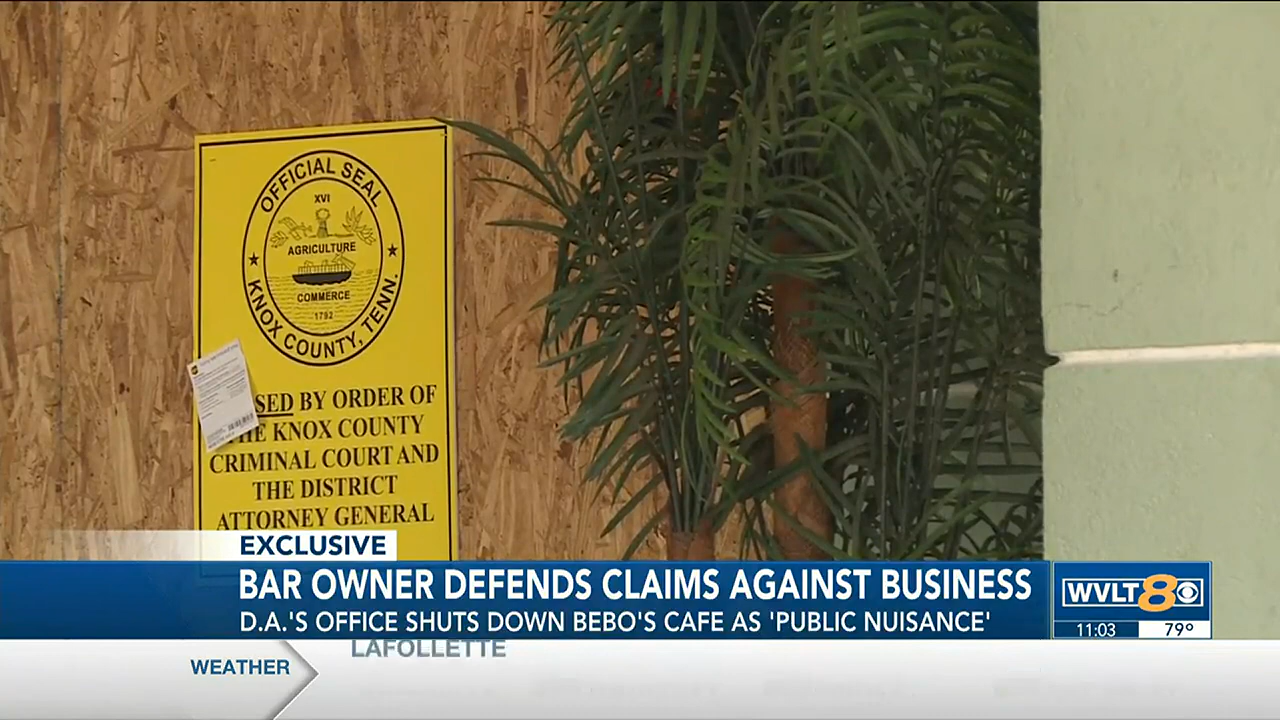 OFFICIAL SEAL
XVI
AGRICULTURE
COMMERCE
1792
KNOX COUNTY, TENN.
SED BY ORDER OF
THE KNOX COUNTY
CRIMINAL COURT AND
THE DISTRICT
ATTORNEY GENERAL
EXCLUSIVE
BAR OWNER DEFENDS CLAIMS AGAINST BUSINESS
D.A.'S OFFICE SHUTS DOWN BEBO'S CAFE AS 'PUBLIC NUISANCE'
WVLT8
11:03 79°
LAFOLLETTE
WEATHER